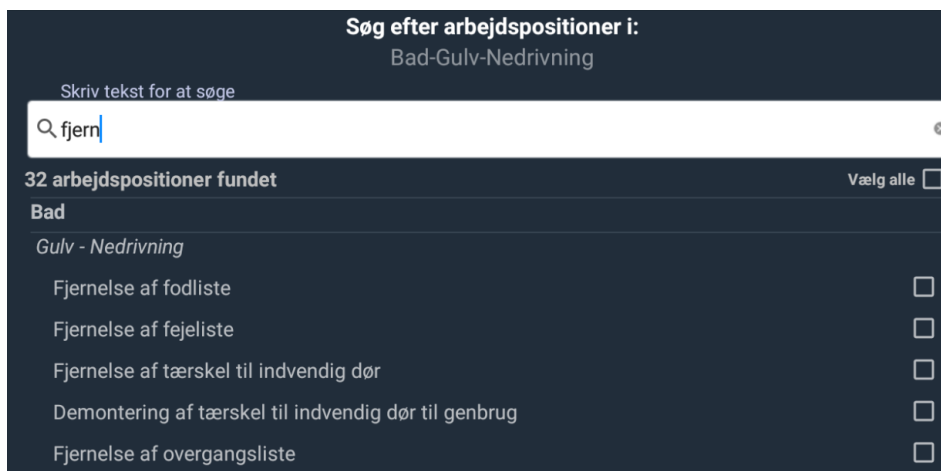 Søg efter arbejdspositioner i:
Bad-Gulv-Nedrivning
Skriv tekst for at søge
fjern
32 arbejdspositioner fundet Vælg alle
Bad
Gulv - Nedrivning
Fjernelse af fodliste
Fjernelse af fejeliste
Fjernelse af tærskel til indvendig dør
Demontering af tærskel til indvendig dør til genbrug
Fjernelse af overgangsliste